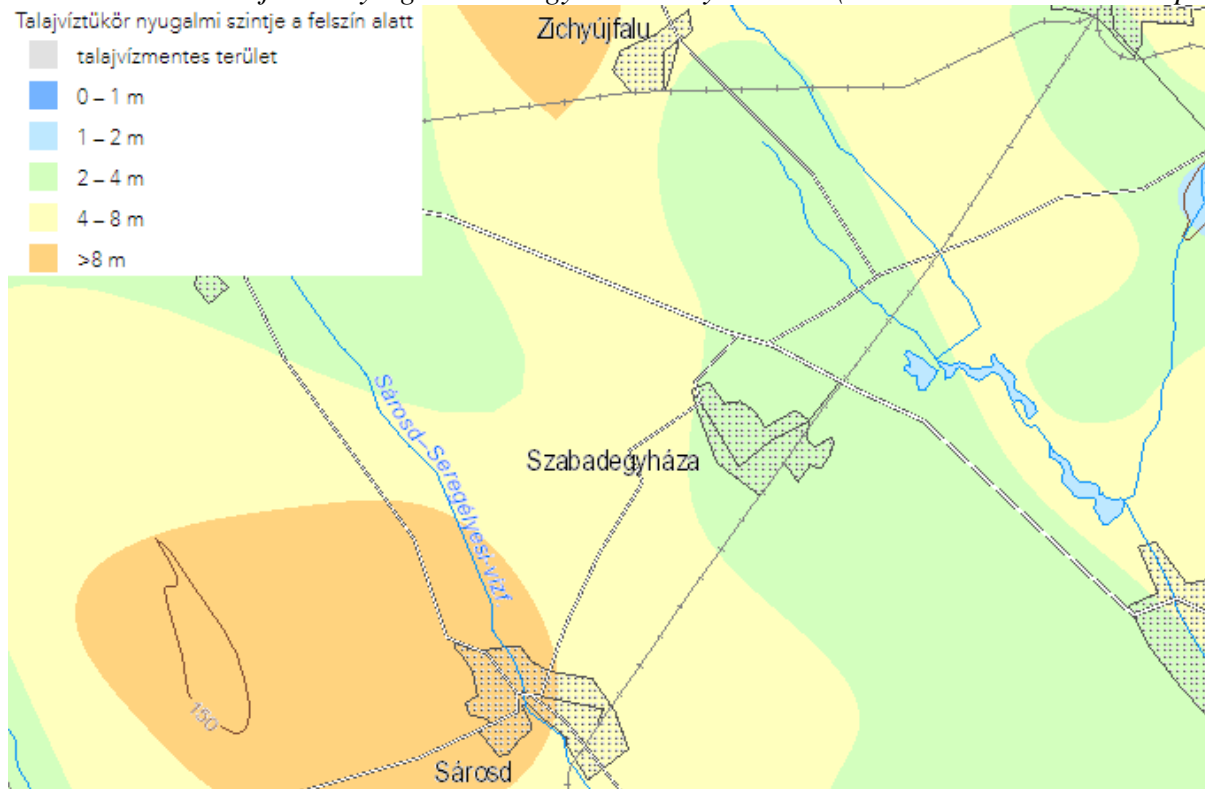 Talajvíztükör nyugalmi szintje a felszín alatt
talajvízmentes terület
0 – 1 m
1 – 2 m
2 – 4 m
4 – 8 m
>8 m
Zichyújfalu
Sárosd–Seregélyesi-vízf
Szabadegyháza
150
Sárosd